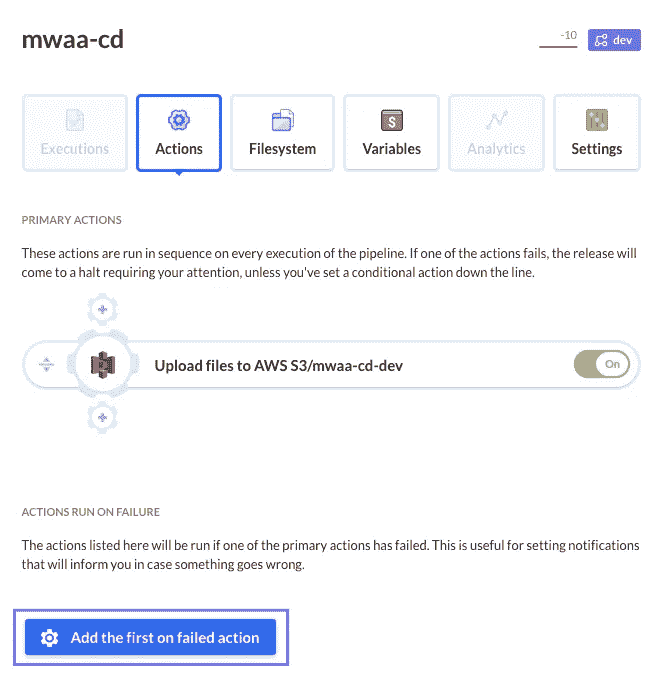 mwaa-cd
-10
dev
Executions
Actions
Filesystem
Variables
Analytics
Settings
PRIMARY ACTIONS
These actions are run in sequence on every execution of the pipeline. If one of the actions fails, the release will
come to a halt requiring your attention, unless you've set a conditional action down the line.
Upload files to AWS S3/mwaa-cd-dev
On
ACTIONS RUN ON FAILURE
The actions listed here will be run if one of the primary actions has failed. This is useful for setting notifications
that will inform you in case something goes wrong.
Add the first on failed action